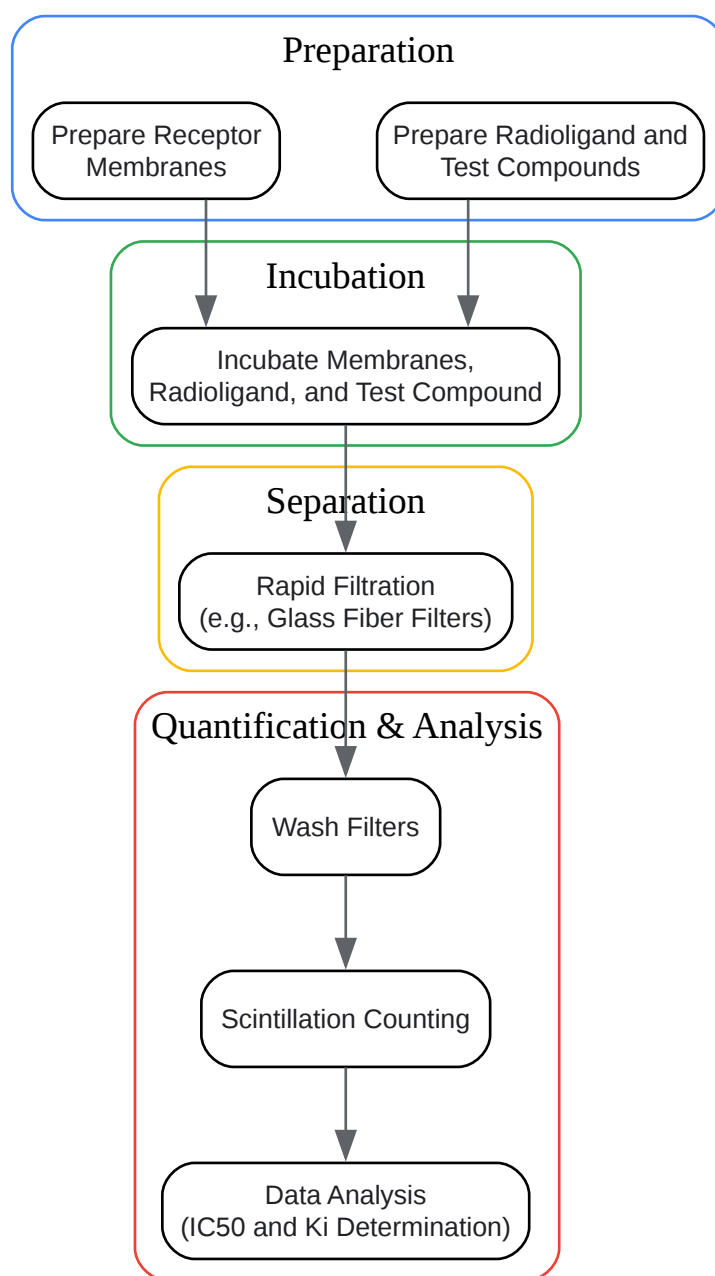 Preparation
Prepare Receptor
Membranes
Prepare Radioligand and
Test Compounds
Incubation
Incubate Membranes,
Radioligand, and Test Compound
Separation
Rapid Filtration
(e.g., Glass Fiber Filters)
Quantification & Analysis
Wash Filters
Scintillation Counting
Data Analysis
(IC50 and Ki Determination)